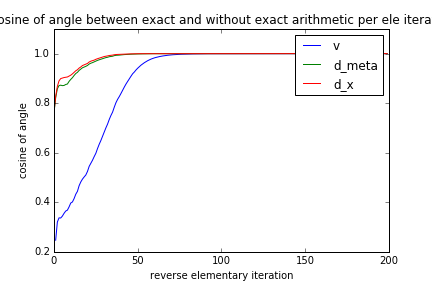 osine of angle between exact and without exact arithmetic per ele itera
v
d_meta
d_x
1.0
0.8
0.6
0.4
0.2
cosine of angle
0 50 100 150 200
reverse elementary iteration